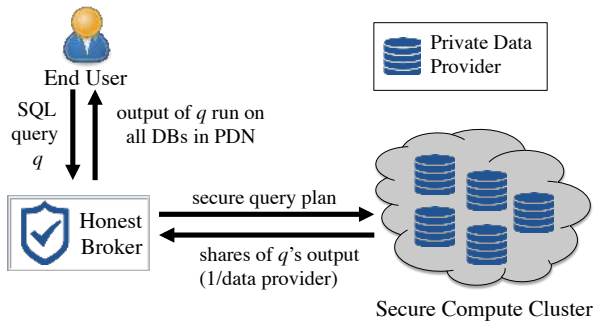 End User
SQL
query
q
output of q run on
all DBs in PDN
Private Data
Provider
Honest
Broker
secure query plan
shares of q's output
(1/data provider)
Secure Compute Cluster